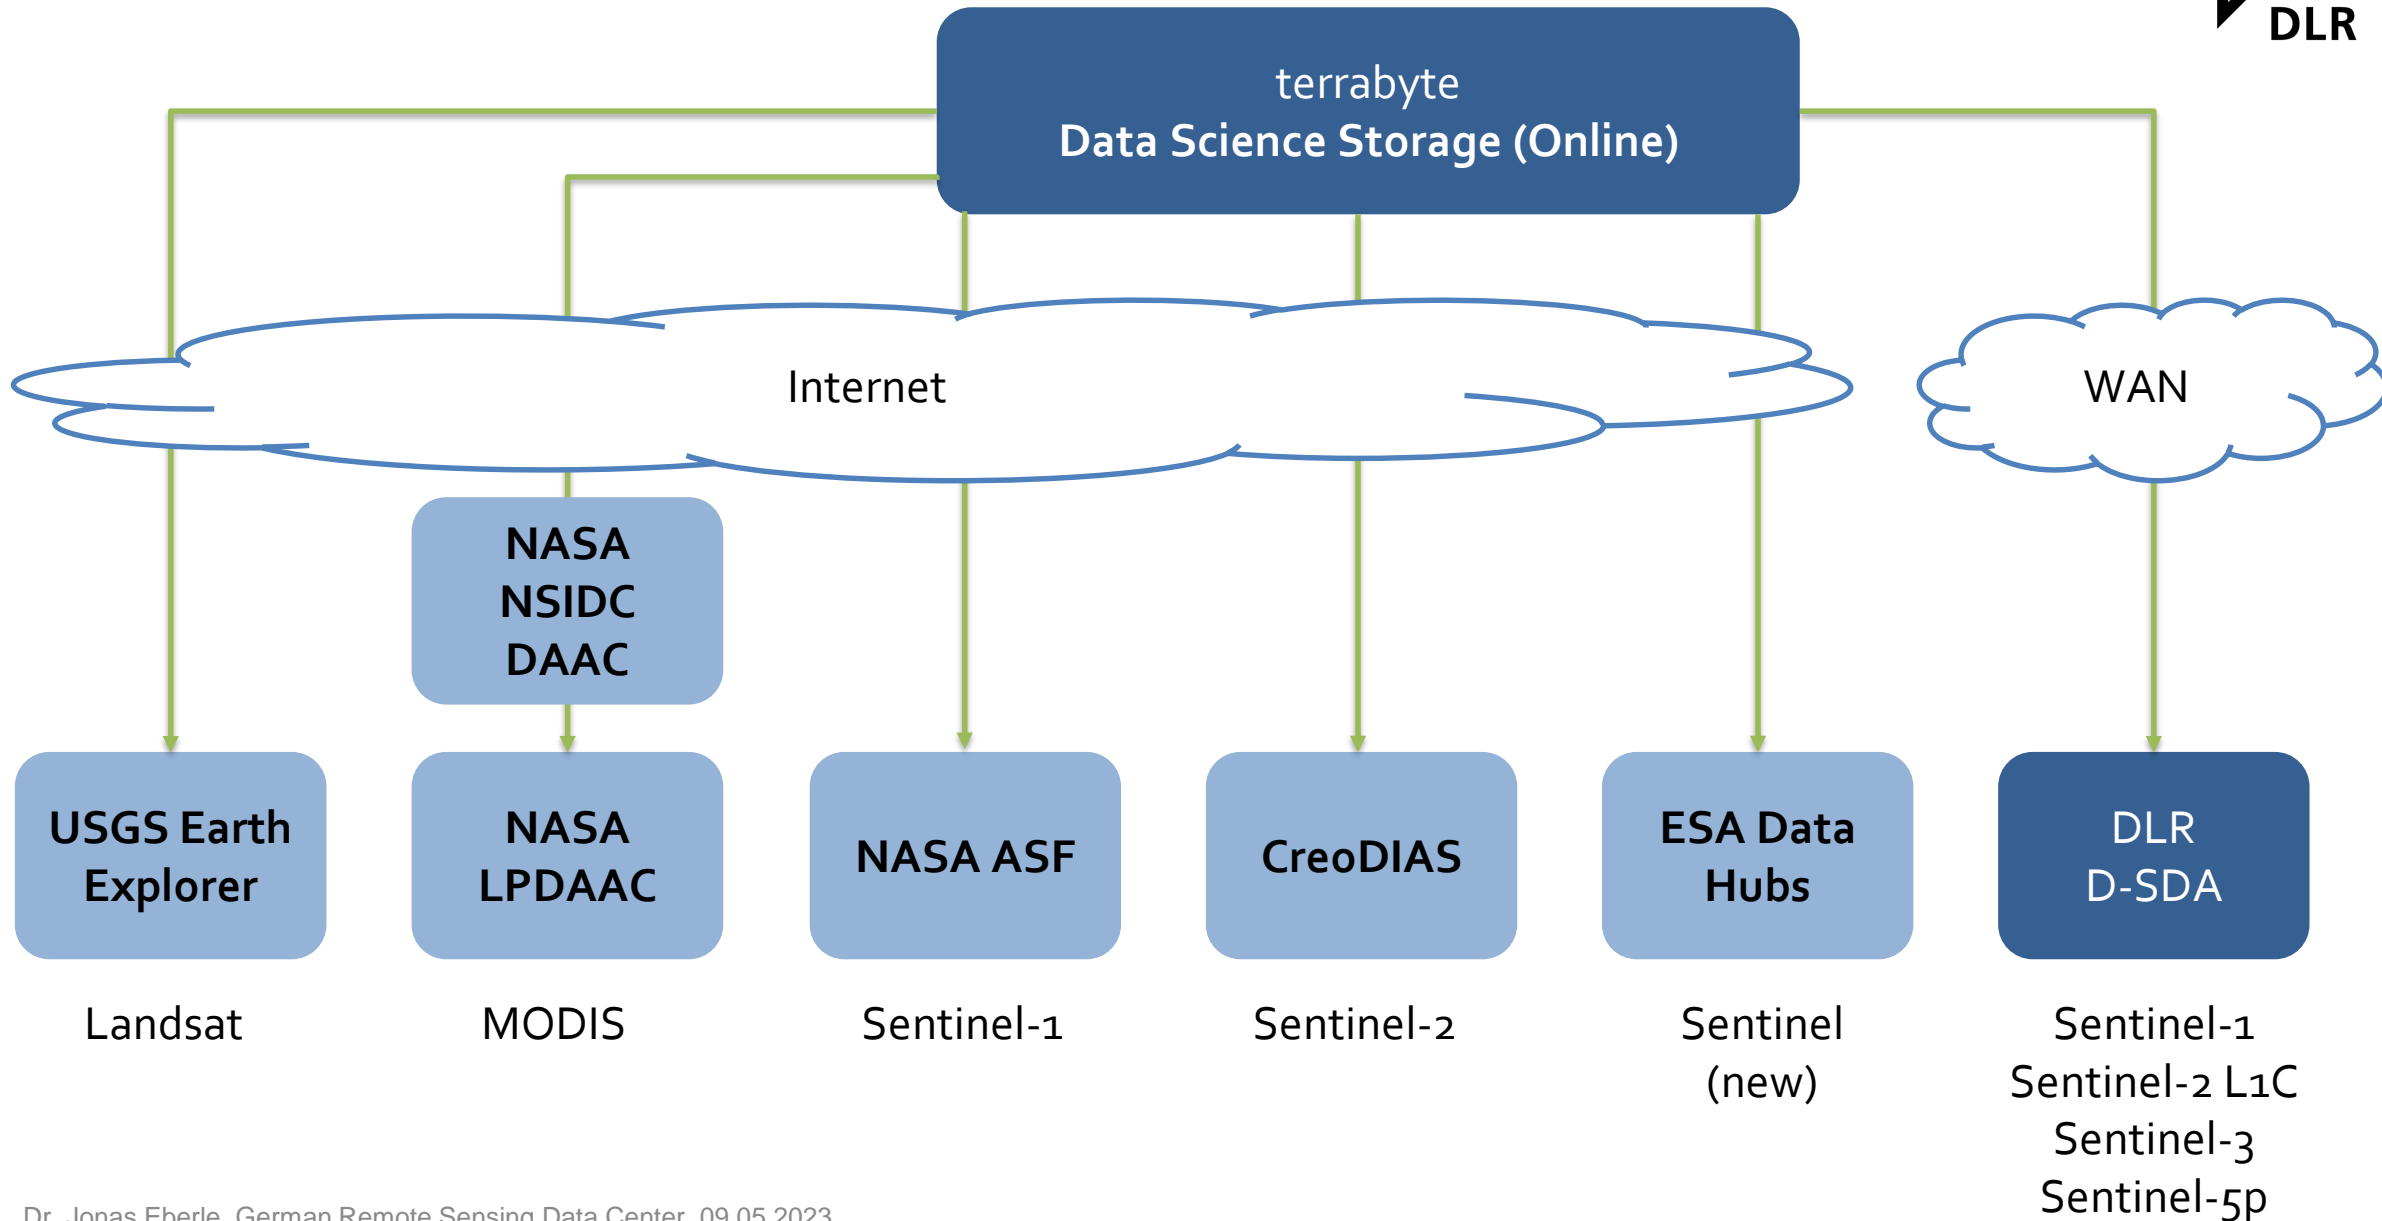 DLR
terrabyte
Data Science Storage (Online)
Internet
WAN
NASA
NSIDC
DAAC
USGS Earth
Explorer
NASA
LPDAAC
NASA ASF
CreoDIAS
ESA Data
Hubs
DLR
D-SDA
Landsat
MODIS
Sentinel-1
Sentinel-2
Sentinel
(new)
Sentinel-1
Sentinel-2 L1C
Sentinel-3
Sentinel-5p
Dr. Jonas Eberle, German Remote Sensing Data Center, 09.05.2023